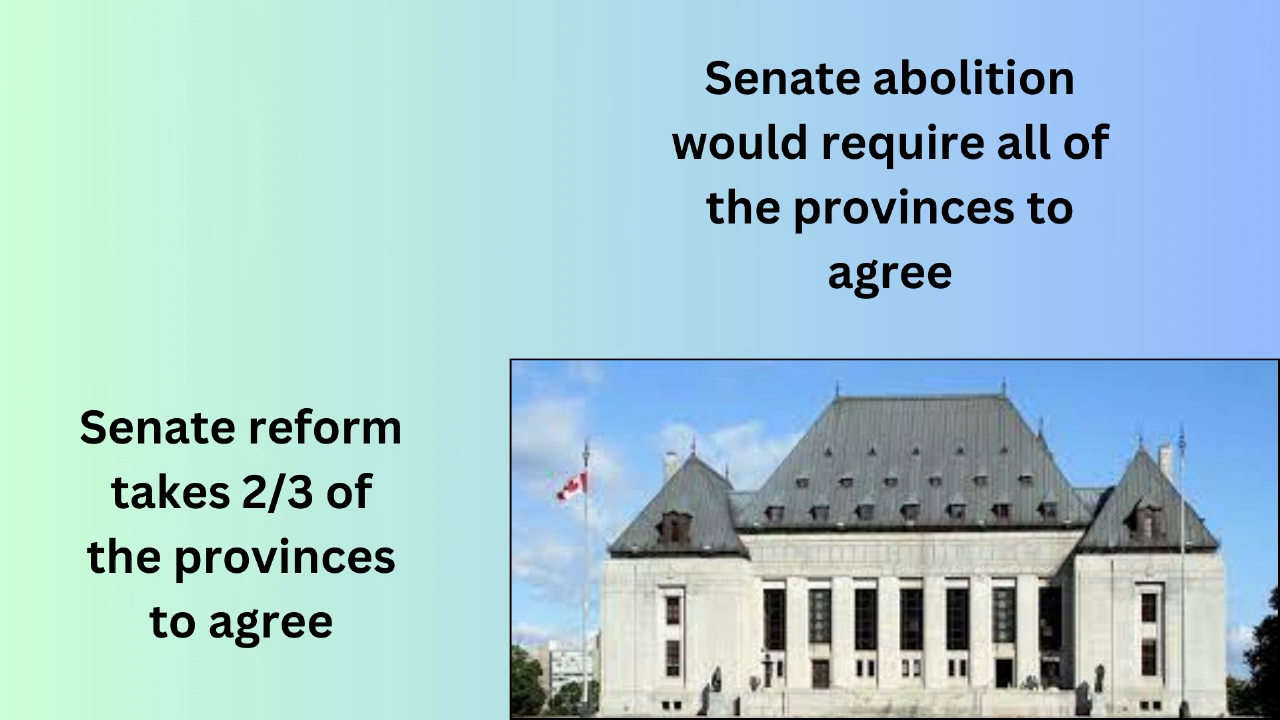 Senate abolition
would require all of
the provinces to
agree
Senate reform
takes 2/3 of
the provinces
to agree